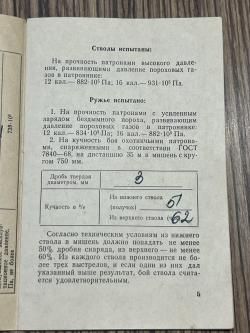 Стволы испытаны:
На прочность патронами высокого давле-
ния, развивающими давление пороховых газов
в патроннике:
12 кал.— 882·10⁵ Па; 16 кал.— 931·10⁵ Па.
Ружье испытано:
1. На прочность патронами с усиленным
зарядом бездымного пороха, развивающим
давление пороховых газов в патроннике:
12 кал.— 834·10⁵ Па; 16 кал.— 882·10⁵ Па.
2. На кучность боя охотничьими патрона-
ми, снаряженными в соответствии с ГОСТ
7840—68, на дистанцию 35 м в мишень с кру-
гом 750 мм.
Дробь твердая
диаметром, мм
3
Кучность в %
Из нижнего ствола
(получок)
61
Из верхнего ствола
62
Согласно техническим условиям из нижнего
ствола в мишень должно попадать не менее
50% дробин снаряда, из верхнего — не менее
60%. Из каждого ствола производится не бо-
лее трех выстрелов, и если один из них дал
указанный выше результат, бой ствола счита-
ется удовлетворительным.
5